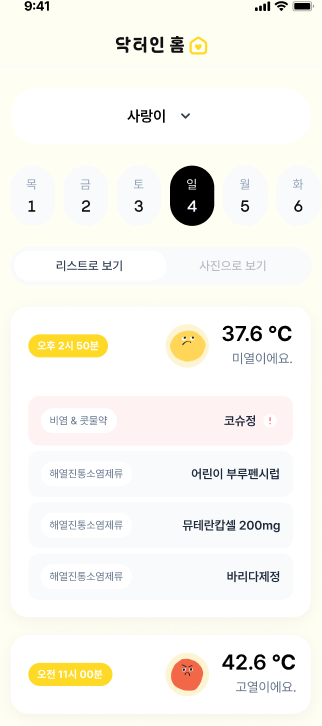 9:41
닥터인 홈
사랑이
목 금 토 일 월 화
1 2 3 4 5 6
리스트로 보기 사진으로 보기
오후 2시 50분
37.6 °C
미열이에요.
비염 & 콧물약 코슈정 !
해열진통소염제류 어린이 부루펜시럽
해열진통소염제류 뮤테란캅셀 200mg
해열진통소염제류 바리다제정
오전 11시 00분
42.6 °C
고열이에요.